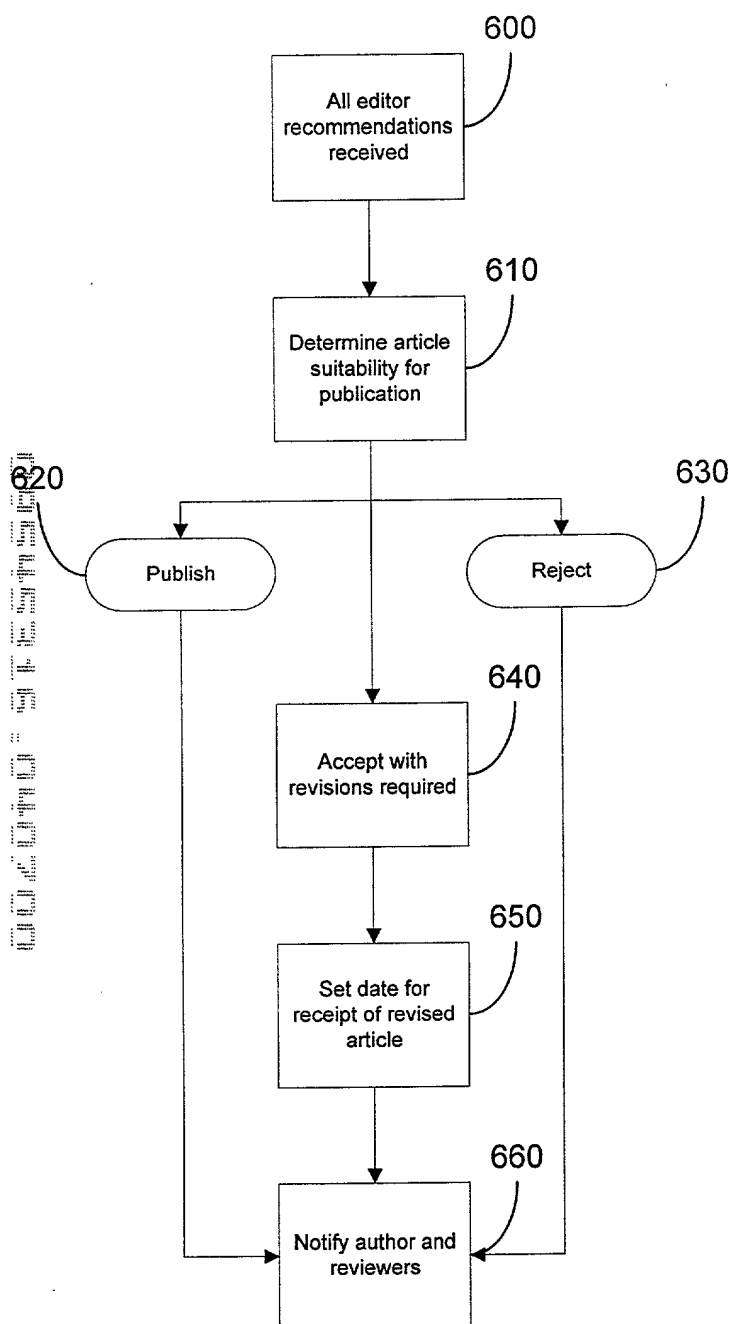 600
All editor
recommendations
received
610
Determine article
suitability for
publication
620
630
Publish
Reject
640
Accept with
revisions required
650
Set date for
receipt of revised
article
660
Notify author and
reviewers